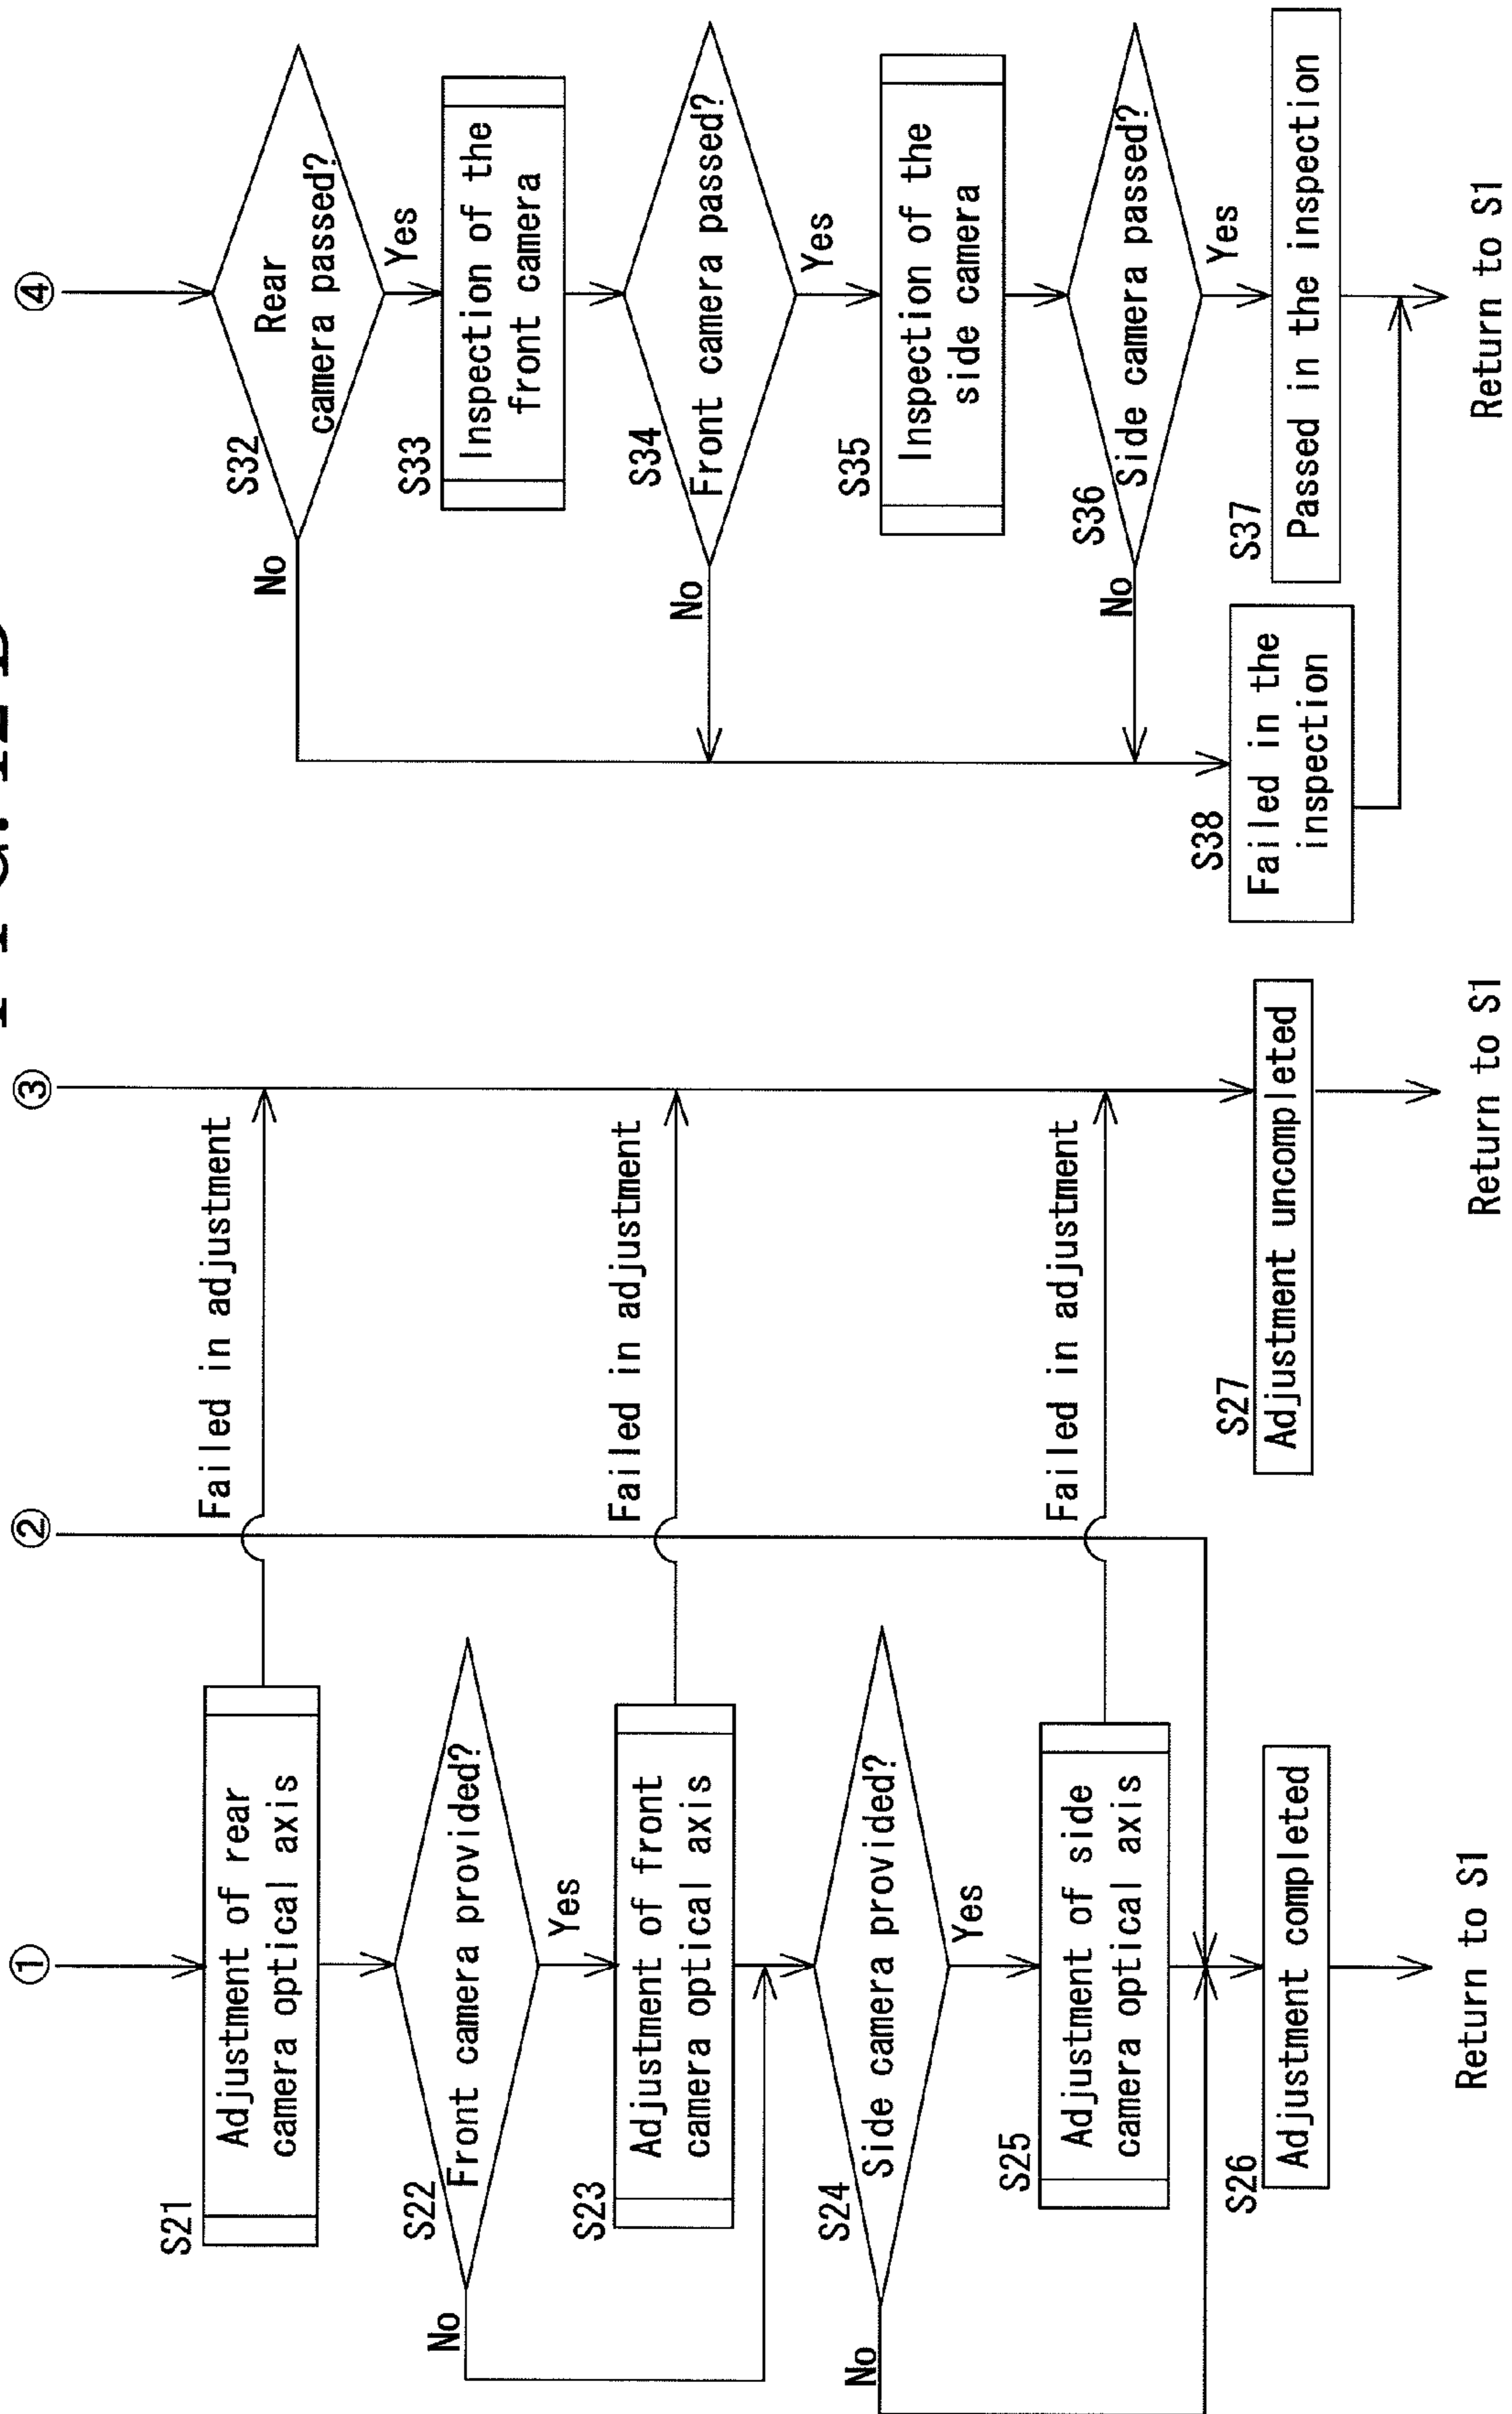 ①
S21
Adjustment of rear
camera optical axis
Failed in adjustment
S22
Front camera provided?
No
Yes
S23
Adjustment of front
camera optical axis
Failed in adjustment
S24
Side camera provided?
No
Yes
S25
Adjustment of side
camera optical axis
Failed in adjustment
S26
Adjustment completed
Return to S1
②
③
S27
Adjustment uncompleted
Return to S1
④
S32
Rear
camera passed?
No
Yes
S33
Inspection of the
front camera
S34
Front camera passed?
No
Yes
S35
Inspection of the
side camera
S36
Side camera passed?
No
Yes
S37
Passed in the inspection
S38
Failed in the
inspection
Return to S1